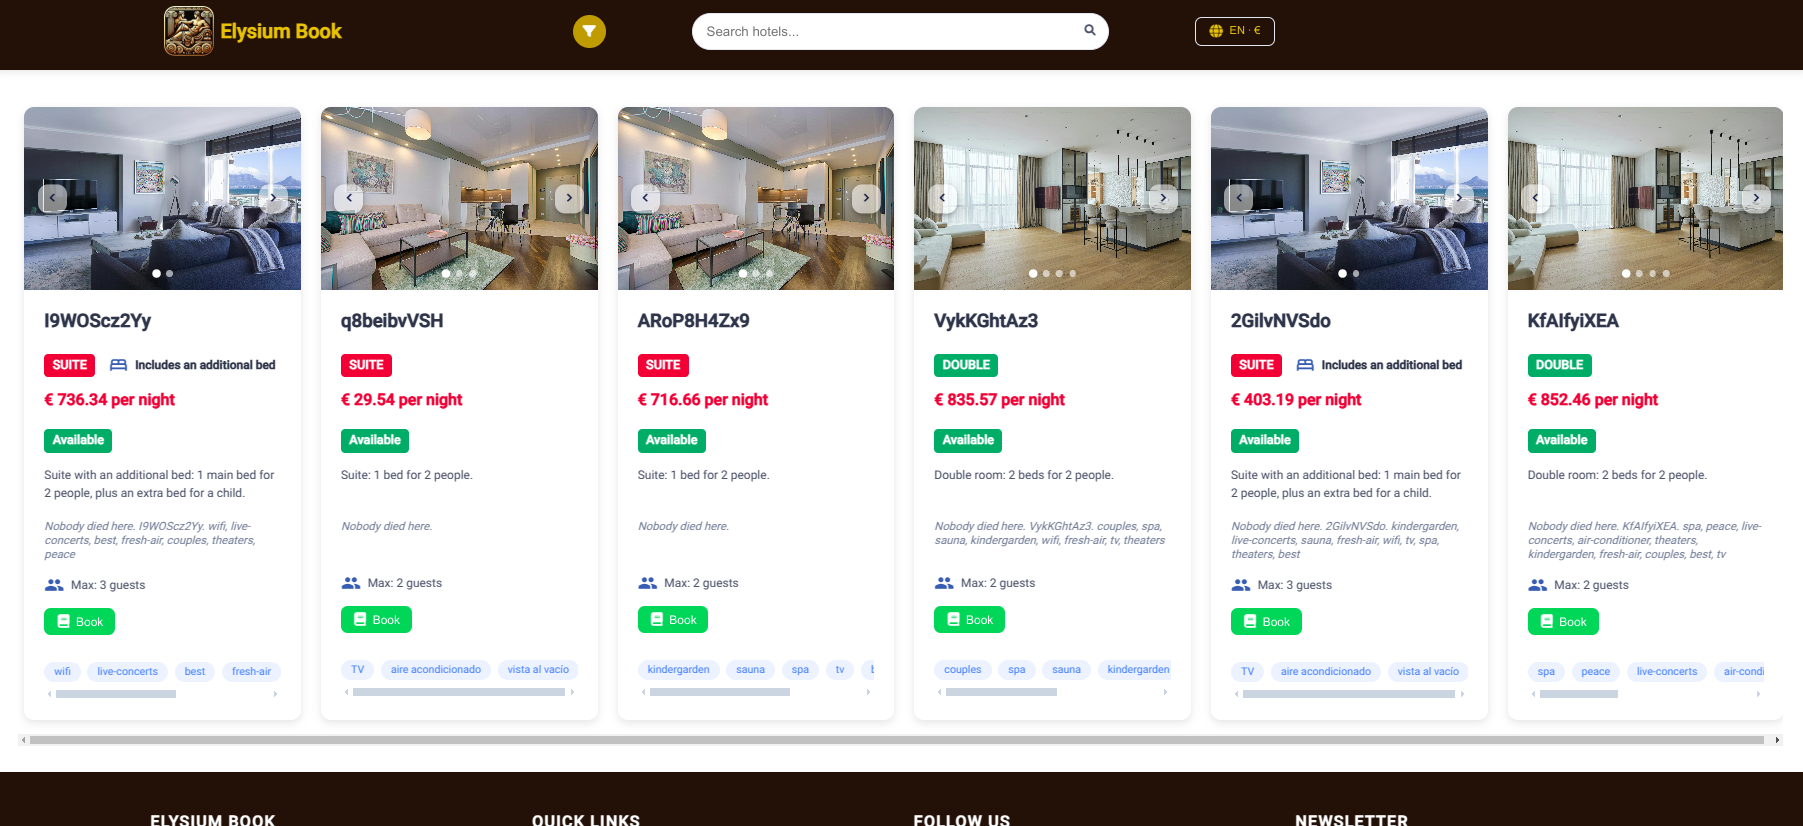 Elysium Book
Search hotels...
EN · €
I9WOScz2Yy
SUITE
Includes an additional bed
€ 736.34 per night
Available
Suite with an additional bed: 1 main bed for
2 people, plus an extra bed for a child.
Nobody died here. I9WOScz2Yy. wifi, live-
concerts, best, fresh-air, couples, theaters,
peace
Max: 3 guests
Book
wifi live-concerts best fresh-air
q8beibvVSH
SUITE
€ 29.54 per night
Available
Suite: 1 bed for 2 people.
Nobody died here.
Max: 2 guests
Book
TV aire acondicionado vista al vacío
ARoP8H4Zx9
SUITE
€ 716.66 per night
Available
Suite: 1 bed for 2 people.
Nobody died here.
Max: 2 guests
Book
kindergarden sauna spa tv
VykKGhtAz3
DOUBLE
€ 835.57 per night
Available
Double room: 2 beds for 2 people.
Nobody died here. VykKGhtAz3. couples, spa,
sauna, kindergarden, wifi, fresh-air, tv, theaters
Max: 2 guests
Book
couples spa sauna kindergarden
2GilvNVSdo
SUITE
Includes an additional bed
€ 403.19 per night
Available
Suite with an additional bed: 1 main bed for
2 people, plus an extra bed for a child.
Nobody died here. 2GilvNVSdo. kindergarden,
live-concerts, sauna, fresh-air, wifi, tv, spa,
theaters, best
Max: 3 guests
Book
TV aire acondicionado vista al vacío
KfAIfyiXEA
DOUBLE
€ 852.46 per night
Available
Double room: 2 beds for 2 people.
Nobody died here. KfAIfyiXEA. spa, peace, live-
concerts, air-conditioner, theaters,
kindergarden, fresh-air, couples, best, tv
Max: 2 guests
Book
spa peace live-concerts air-condi
ELYSIUM BOOK
QUICK LINKS
FOLLOW US
NEWSLETTER